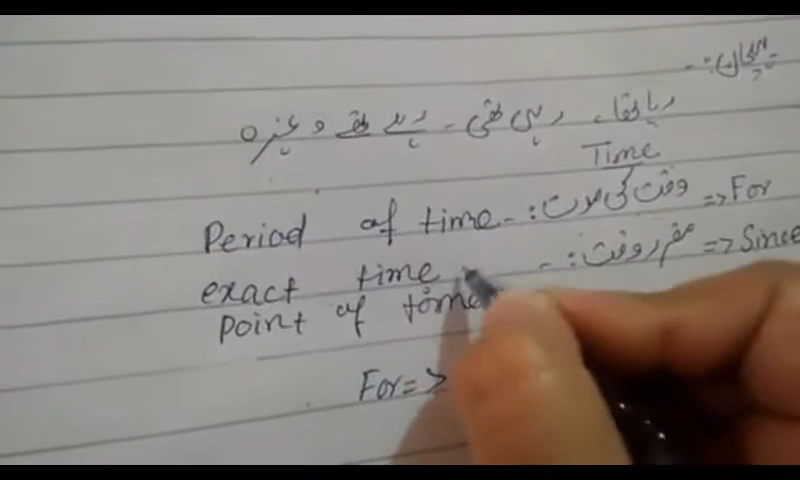 پہچان:۔
رہا تھا۔ رہی تھی۔ رہے تھے وغیرہ
Time
Period of time -: وقت کی مدت => For
exact time -: مقررہ وقت => Since
point of time
For =>